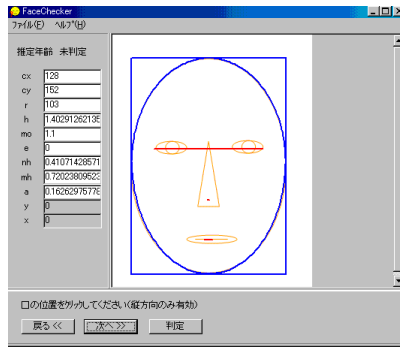 FaceChecker
ファイル(F) ヘルプ(H)
推定年齢 未判定
cx 128
cy 152
r 103
h 1.40291262135
mo 1.1
e 0
nh 0.41071428571
mh 0.72023809523
a 0.16262975778
y 0
x 0
口の位置をクリックしてください(縦方向のみ有効)
戻る<< 次へ>> 判定